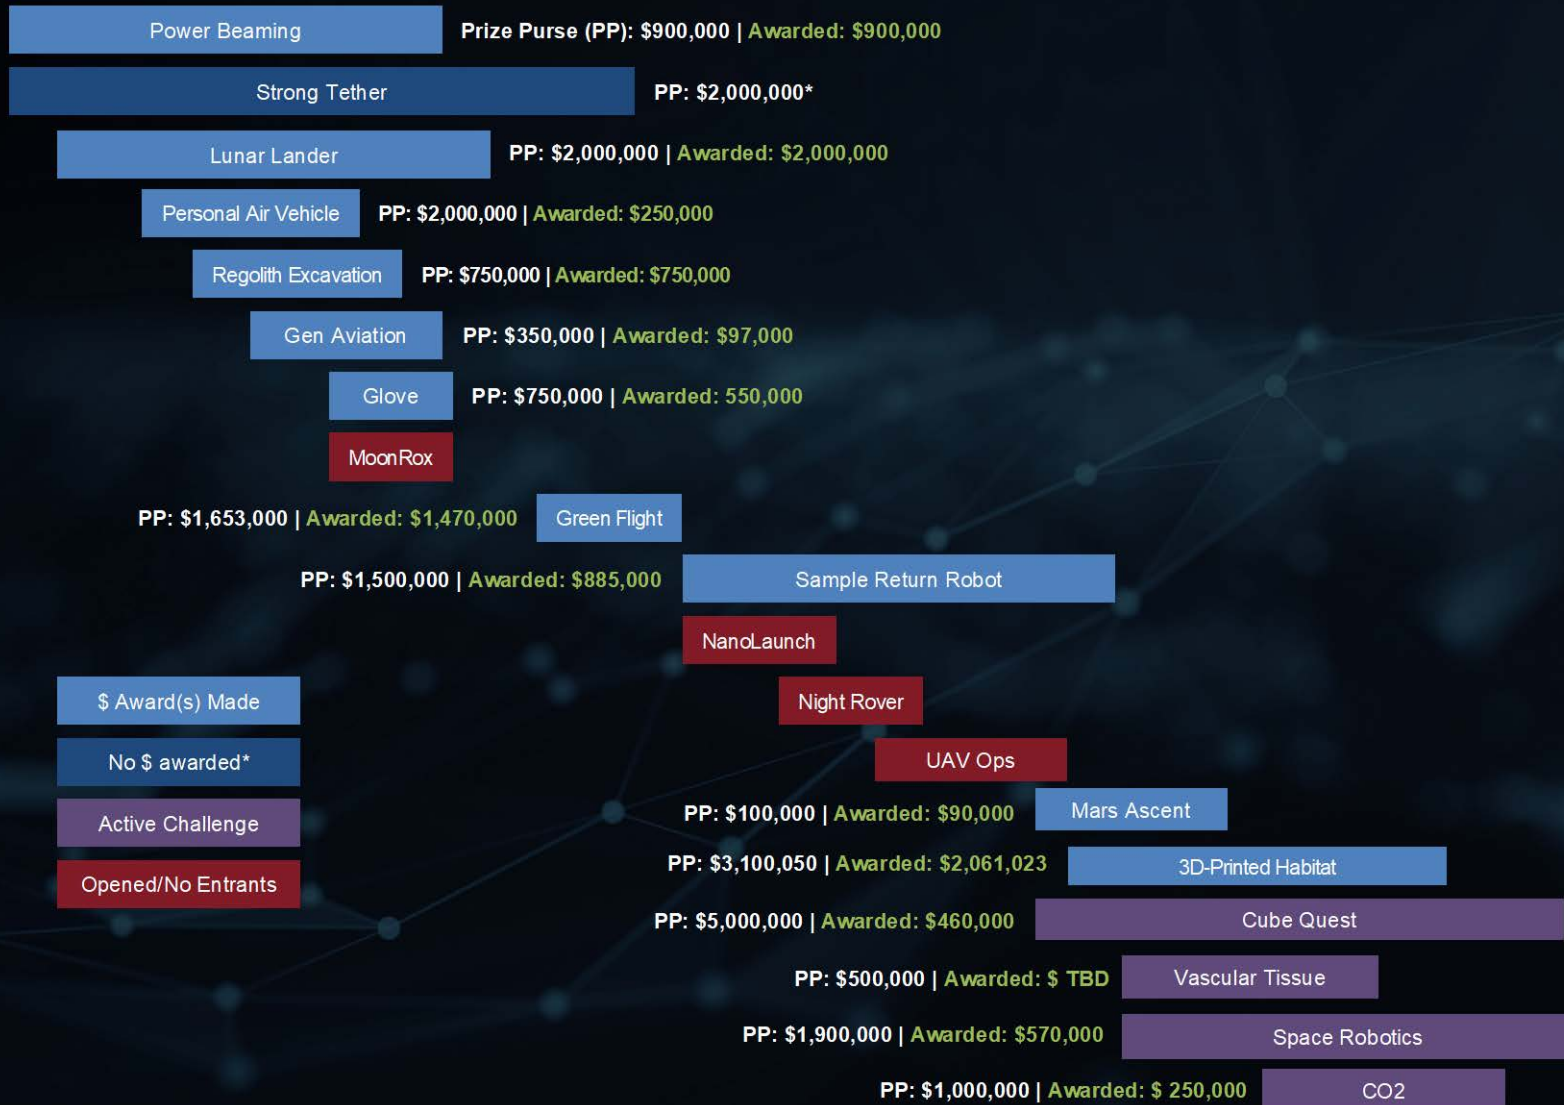 Power Beaming Prize Purse (PP): $900,000 | Awarded: $900,000
Strong Tether PP: $2,000,000*
Lunar Lander PP: $2,000,000 | Awarded: $2,000,000
Personal Air Vehicle PP: $2,000,000 | Awarded: $250,000
Regolith Excavation PP: $750,000 | Awarded: $750,000
Gen Aviation PP: $350,000 | Awarded: $97,000
Glove PP: $750,000 | Awarded: 550,000
MoonRox
PP: $1,653,000 | Awarded: $1,470,000 Green Flight
PP: $1,500,000 | Awarded: $885,000 Sample Return Robot
NanoLaunch
$ Award(s) Made Night Rover
No $ awarded* UAV Ops
Active Challenge PP: $100,000 | Awarded: $90,000 Mars Ascent
PP: $3,100,050 | Awarded: $2,061,023 3D-Printed Habitat
Opened/No Entrants
PP: $5,000,000 | Awarded: $460,000 Cube Quest
PP: $500,000 | Awarded: $ TBD Vascular Tissue
PP: $1,900,000 | Awarded: $570,000 Space Robotics
PP: $1,000,000 | Awarded: $ 250,000 CO2